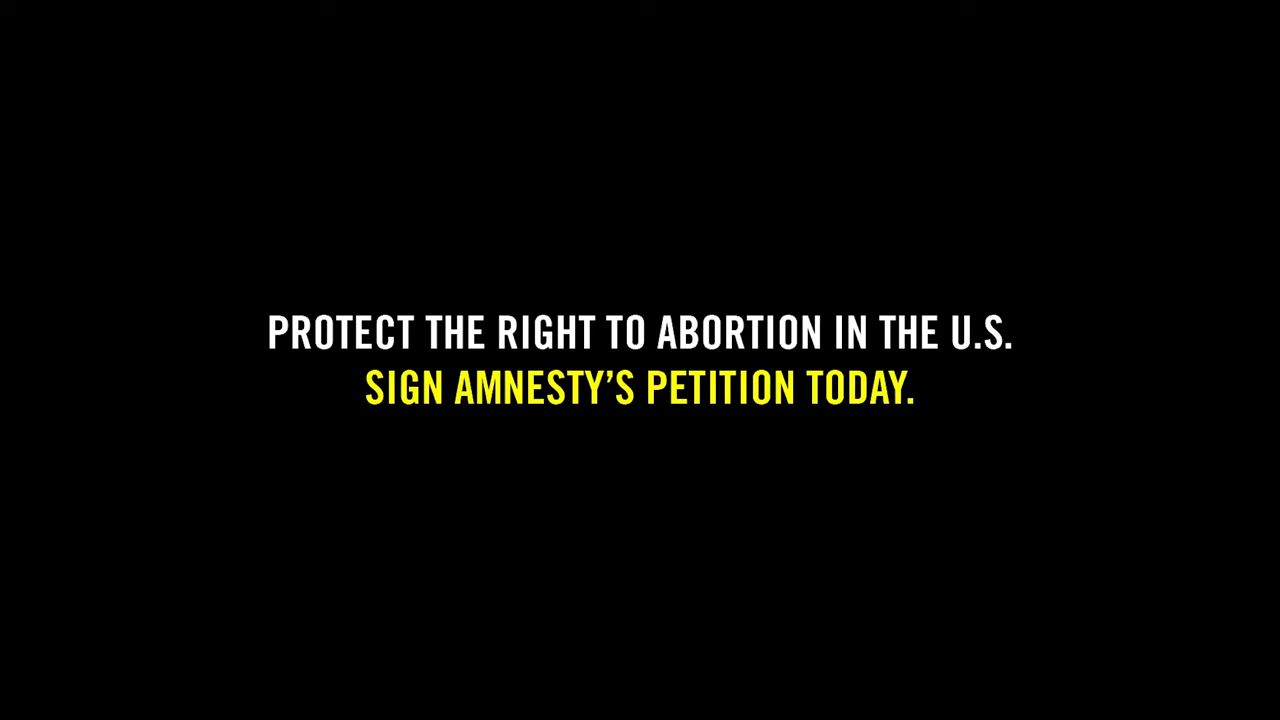 PROTECT THE RIGHT TO ABORTION IN THE U.S.
SIGN AMNESTY’S PETITION TODAY.